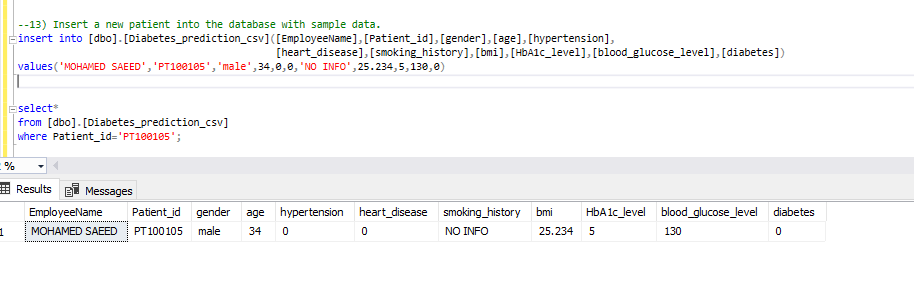 --13) Insert a new patient into the database with sample data.
insert into [dbo].[Diabetes_prediction_csv]([EmployeeName],[Patient_id],[gender],[age],[hypertension],
[heart_disease],[smoking_history],[bmi],[HbA1c_level],[blood_glucose_level],[diabetes])
values('MOHAMED SAEED','PT100105','male',34,0,0,'NO INFO',25.234,5,130,0)
select*
from [dbo].[Diabetes_prediction_csv]
where Patient_id='PT100105';
%
Results Messages
EmployeeName Patient_id gender age hypertension heart_disease smoking_history bmi HbA1c_level blood_glucose_level diabetes
1 MOHAMED SAEED PT100105 male 34 0 0 NO INFO 25.234 5 130 0